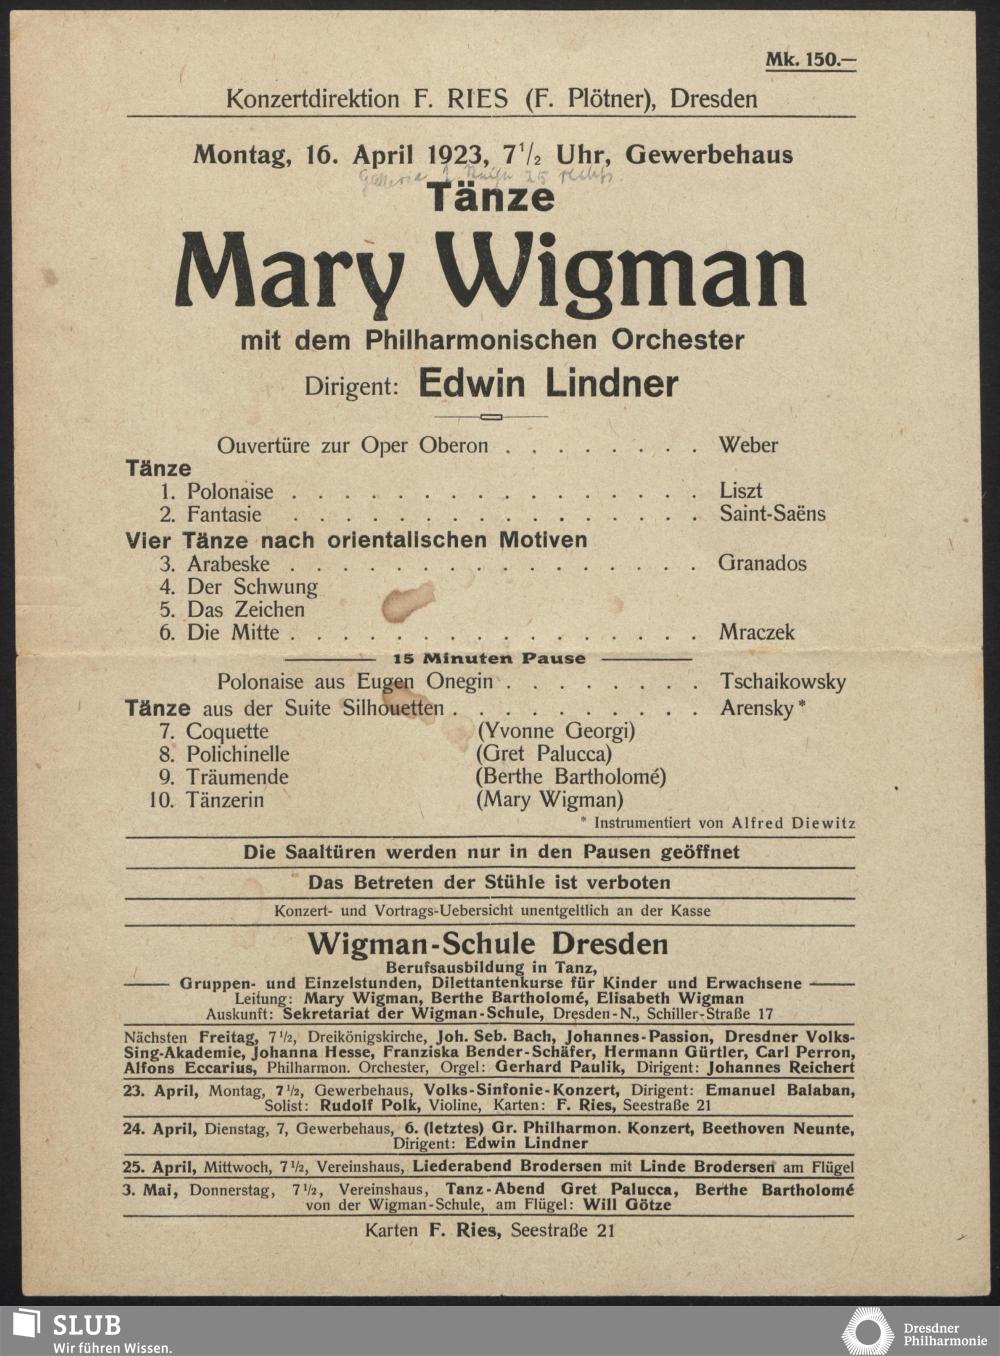 Mk. 150.—
Konzertdirektion F. RIES (F. Plötner), Dresden
Montag, 16. April 1923, 7 1/2 Uhr, Gewerbehaus
25 rechts.
Tänze
Mary Wigman
mit dem Philharmonischen Orchester
Dirigent: Edwin Lindner
Ouvertüre zur Oper Oberon . . . . . . . . Weber
Tänze
1. Polonaise . . . . . . . . . . . . . . . . Liszt
2. Fantasie . . . . . . . . . . . . . . . . Saint-Saëns
Vier Tänze nach orientalischen Motiven
3. Arabeske . . . . . . . . . . . . . . . . Granados
4. Der Schwung
5. Das Zeichen
6. Die Mitte . . . . . . . . . . . . . . . . Mraczek
15 Minuten Pause
Polonaise aus Eugen Onegin . . . . . . . . Tschaikowsky
Tänze aus der Suite Silhouetten . . . . . . . . . . Arensky *
7. Coquette (Yvonne Georgi)
8. Polichinelle (Gret Palucca)
9. Träumende (Berthe Bartholomé)
10. Tänzerin (Mary Wigman)
* Instrumentiert von Alfred Diewitz
Die Saaltüren werden nur in den Pausen geöffnet
Das Betreten der Stühle ist verboten
Konzert- und Vortrags-Uebersicht unentgeltlich an der Kasse
Wigman-Schule Dresden
Berufsausbildung in Tanz,
Gruppen- und Einzelstunden, Dilettantenkurse für Kinder und Erwachsene
Leitung: Mary Wigman, Berthe Bartholomé, Elisabeth Wigman
Auskunft: Sekretariat der Wigman-Schule, Dresden-N., Schiller-Straße 17
Nächsten Freitag, 7 1/2, Dreikönigskirche, Joh. Seb. Bach, Johannes-Passion, Dresdner Volks-
Sing-Akademie, Johanna Hesse, Franziska Bender-Schäfer, Hermann Gürtler, Carl Perron,
Alfons Eccarius, Philharmon. Orchester, Orgel: Gerhard Paulik, Dirigent: Johannes Reichert
23. April, Montag, 7 1/2, Gewerbehaus, Volks-Sinfonie-Konzert, Dirigent: Emanuel Balaban,
Solist: Rudolf Polk, Violine, Karten: F. Ries, Seestraße 21
24. April, Dienstag, 7, Gewerbehaus, 6. (letztes) Gr. Philharmon. Konzert, Beethoven Neunte,
Dirigent: Edwin Lindner
25. April, Mittwoch, 7 1/2, Vereinshaus, Liederabend Brodersen mit Linde Brodersen am Flügel
3. Mai, Donnerstag, 7 1/2, Vereinshaus, Tanz-Abend Gret Palucca, Berthe Bartholomé
von der Wigman-Schule, am Flügel: Will Götze
Karten F. Ries, Seestraße 21
SLUB
Wir führen Wissen.
Dresdner
Philharmonie